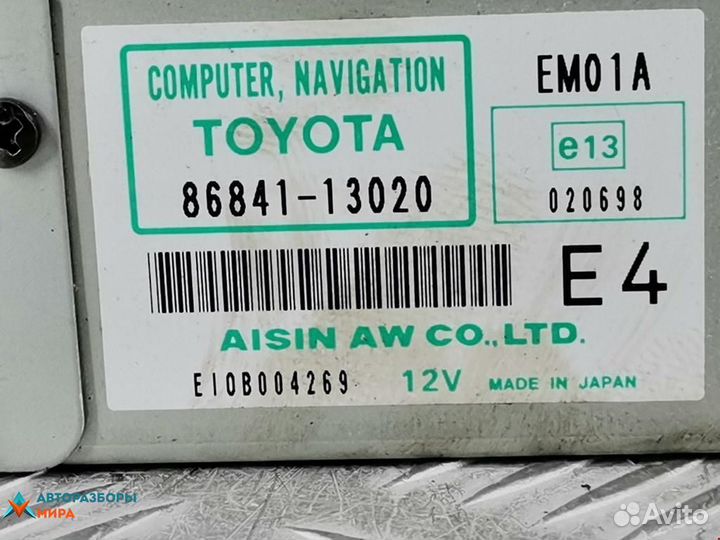 COMPUTER, NAVIGATION
TOYOTA
86841-13020
EM01A
e13
020698
E4
AISIN AW CO., LTD.
EI0B004269
12V
MADE IN JAPAN
АВТОРАЗБОРЫ
МИРА
Avito